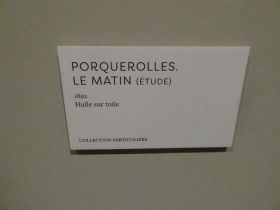 PORQUEROLLES.
LE MATIN (ÉTUDE)
1892
Huile sur toile
COLLECTION PARTICULIÈRE